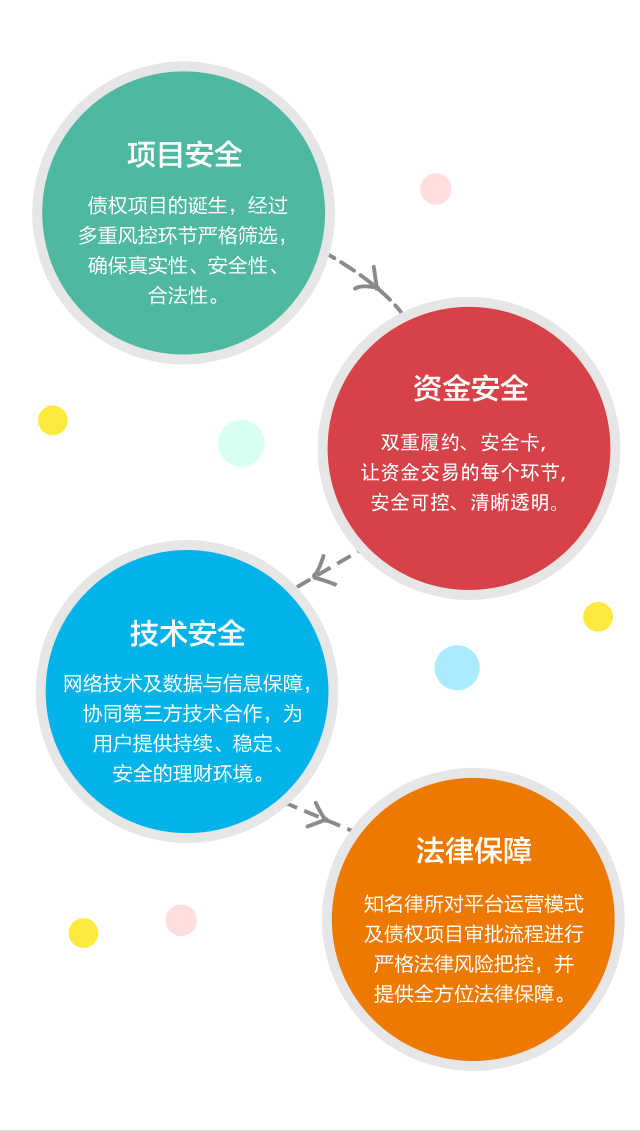 项目安全
债权项目的诞生，经过
多重风控环节严格筛选，
确保真实性、安全性、
合法性。
资金安全
双重履约、安全卡，
让资金交易的每个环节，
安全可控、清晰透明。
技术安全
网络技术及数据与信息保障，
协同第三方技术合作，为
用户提供持续、稳定、
安全的理财环境。
法律保障
知名律所对平台运营模式
及债权项目审批流程进行
严格法律风险把控，并
提供全方位法律保障。